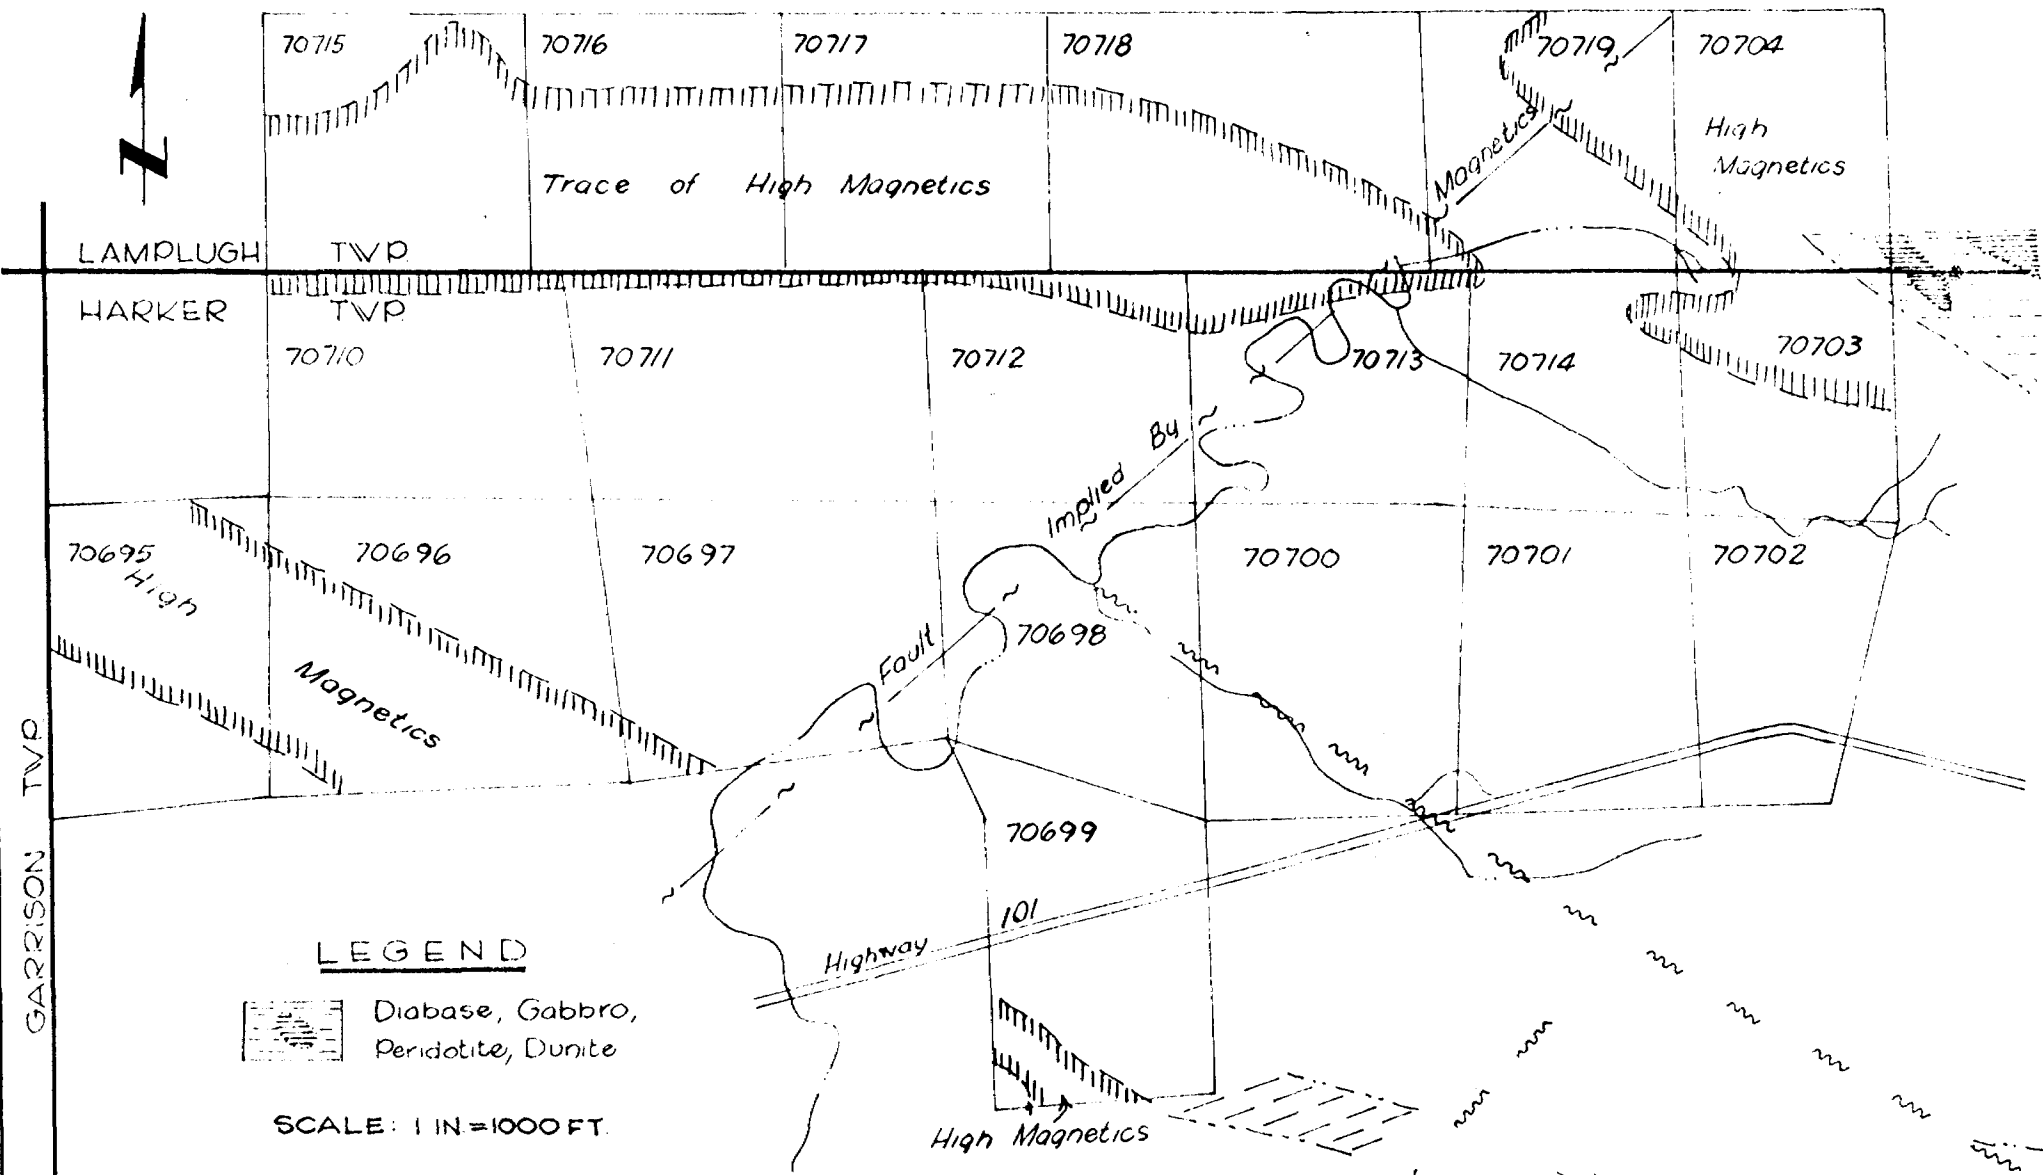 70715 70716 70717 70718 70719 70704
High
Magnetics
Magnetics
Trace of High Magnetics
N
LAMPLUGH TWP.
HARKER TWP.
70710 70711 70712 70713 70714 70703
Implied By
70695 70696 70697 70700 70701 70702
High
Magnetics
Fault
70698
70699
GARRISON TWP.
Highway 101
LEGEND
Diabase, Gabbro,
Peridotite, Dunite
SCALE: 1 IN.=1000 FT.
High Magnetics